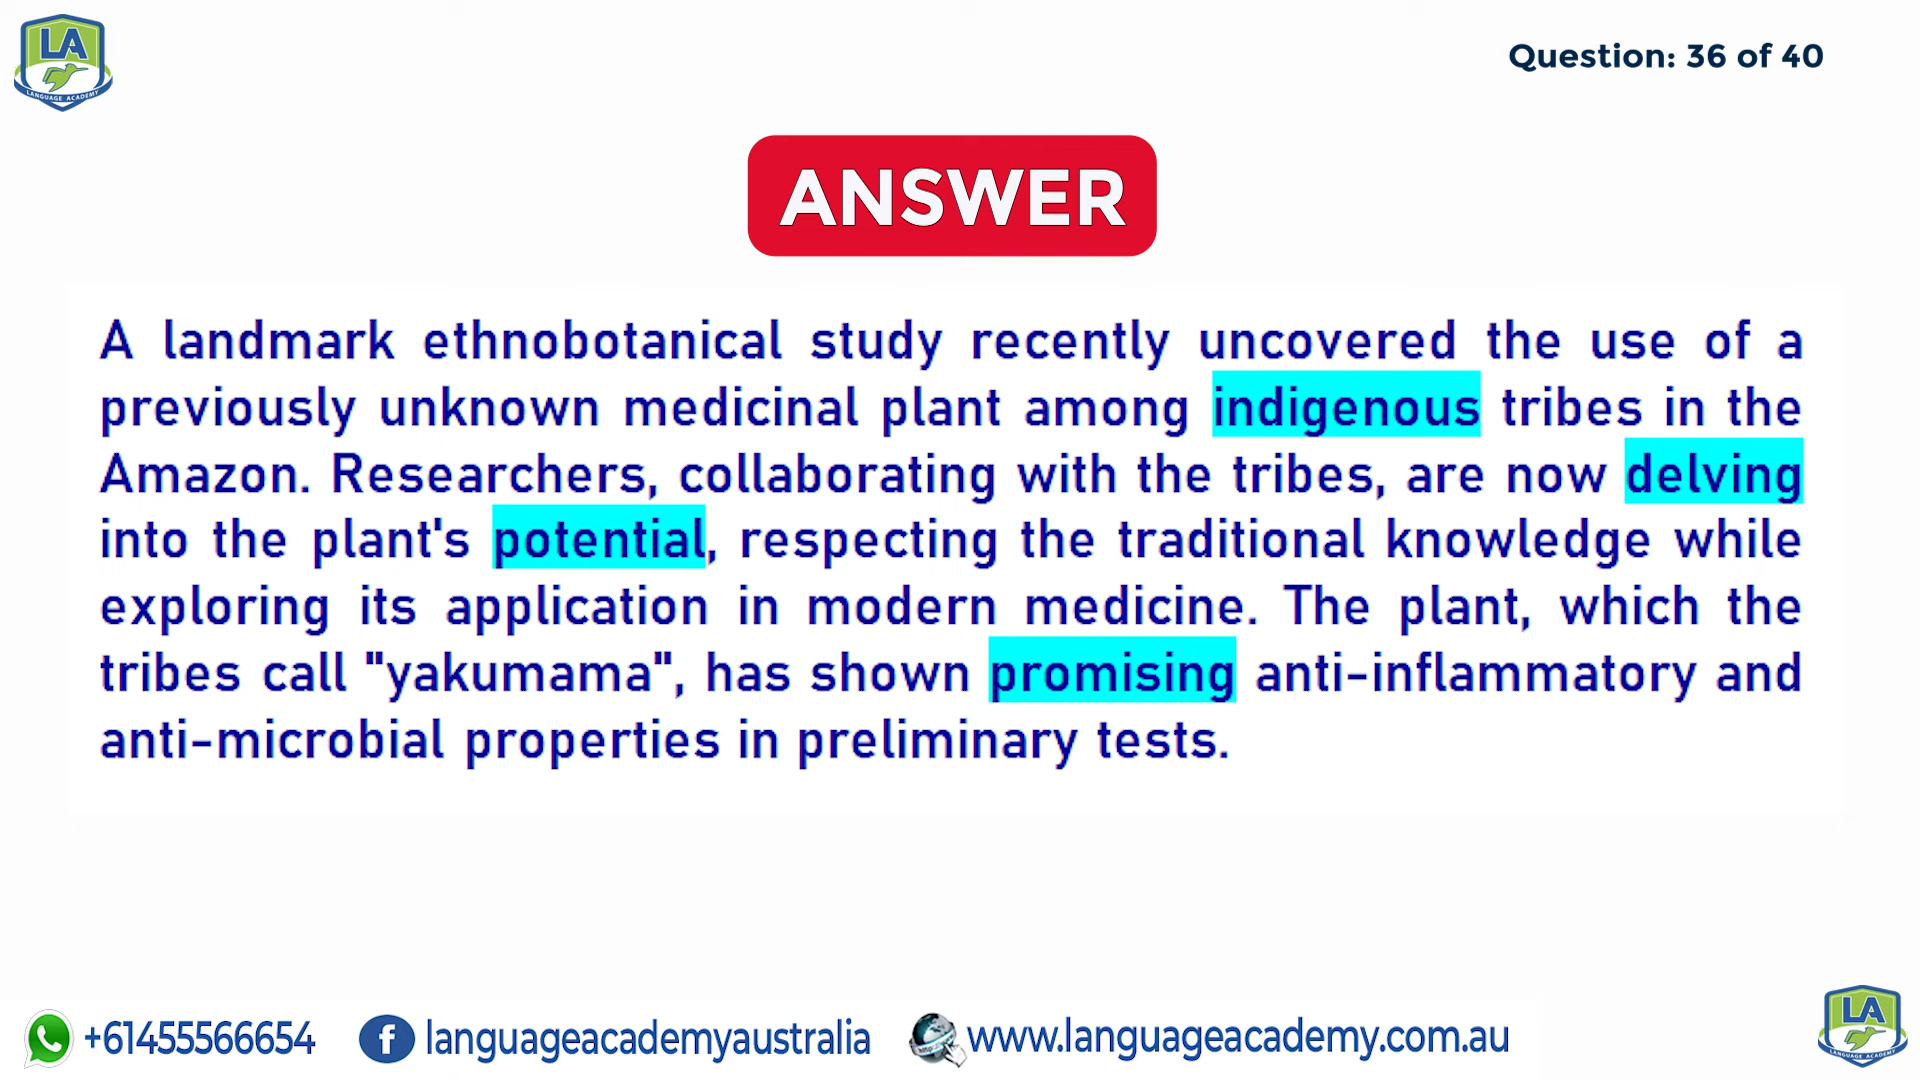 LA
LANGUAGE ACADEMY
Question: 36 of 40
ANSWER
A landmark ethnobotanical study recently uncovered the use of a
previously unknown medicinal plant among indigenous tribes in the
Amazon. Researchers, collaborating with the tribes, are now delving
into the plant's potential, respecting the traditional knowledge while
exploring its application in modern medicine. The plant, which the
tribes call "yakumama", has shown promising anti-inflammatory and
anti-microbial properties in preliminary tests.
+61455566654
f
languageacademyaustralia
http://
www.languageacademy.com.au
LA
LANGUAGE ACADEMY